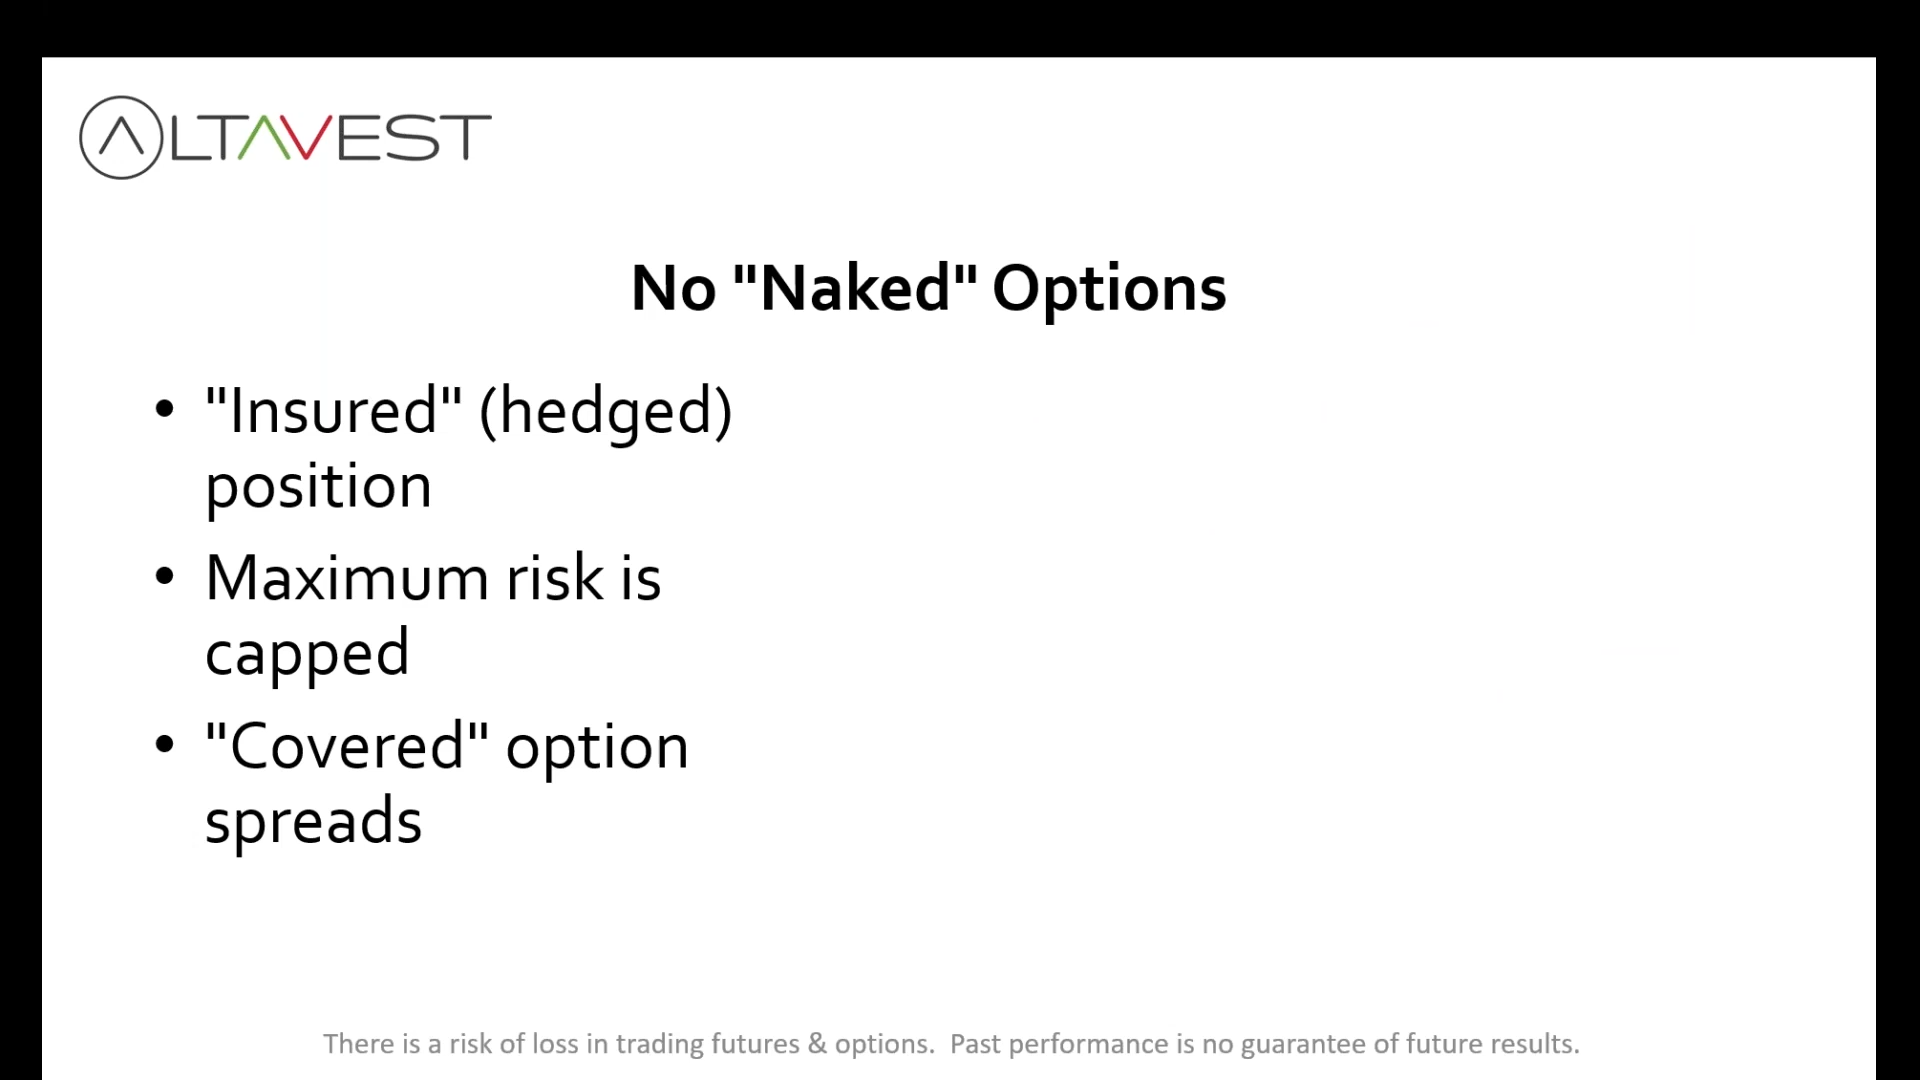 ALTAVEST
No "Naked" Options
• "Insured" (hedged)
position
• Maximum risk is
capped
• "Covered" option
spreads
There is a risk of loss in trading futures & options.  Past performance is no guarantee of future results.